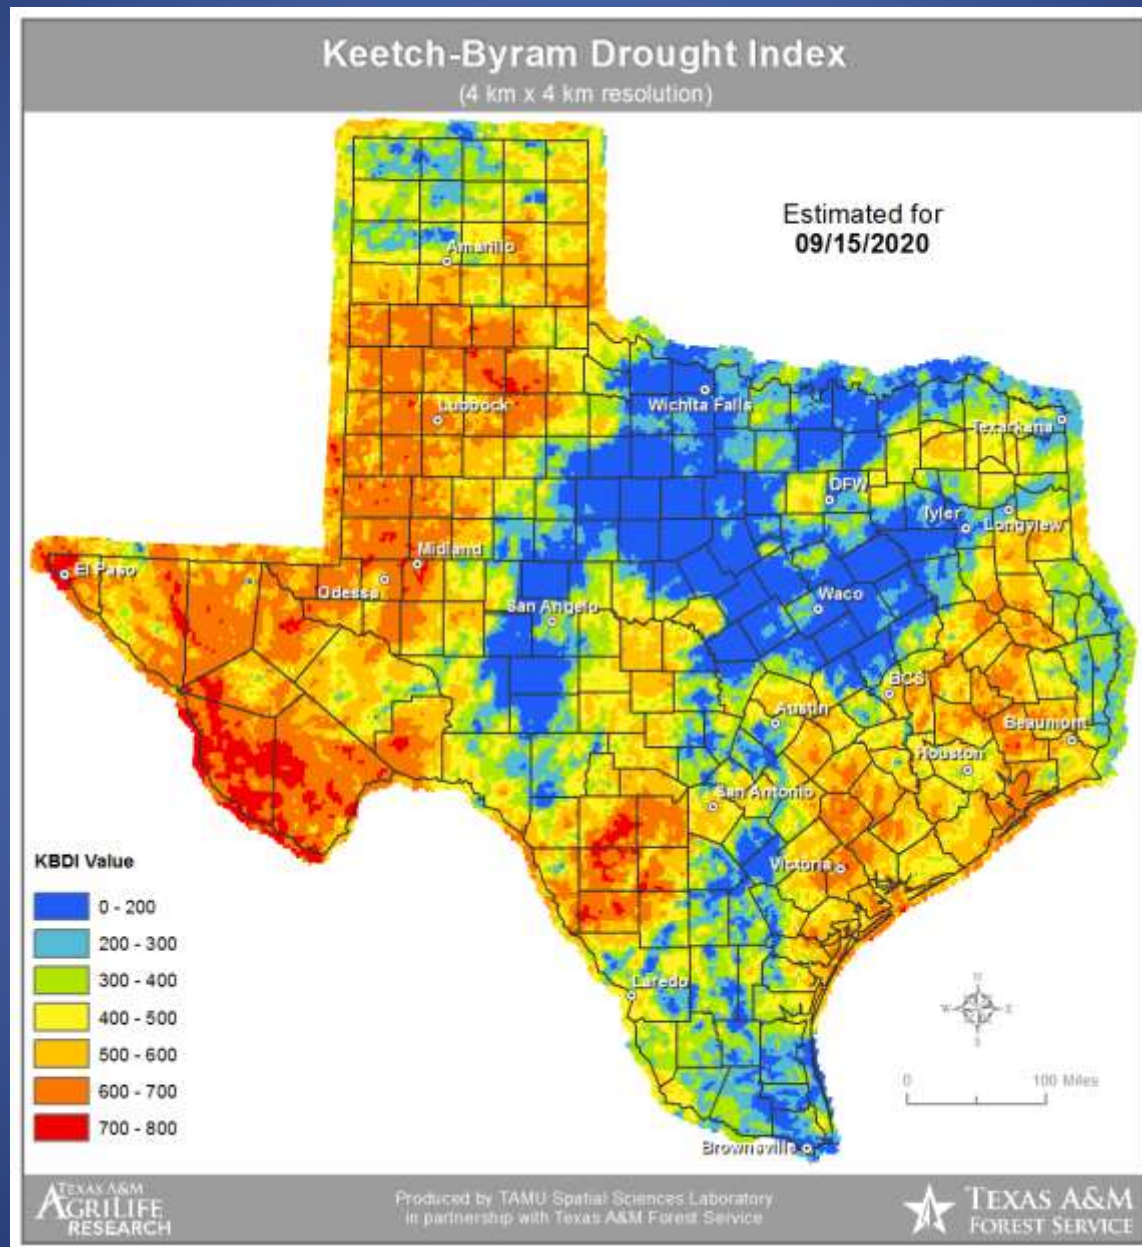 Keetch-Byram Drought Index
(4 km x 4 km resolution)
Estimated for
09/15/2020
Amarillo
Lubbock
Wichita Falls
Texarkana
DFW
Tyler
Longview
Midland
El Paso
Odessa
San Angelo
Waco
BCS
Austin
Beaumont
Houston
San Antonio
Victoria
Laredo
Brownsville
KBDI Value
0 - 200
200 - 300
300 - 400
400 - 500
500 - 600
600 - 700
700 - 800
N
W E
S
0 100 Miles
TEXAS A&M
AGRILIFE
RESEARCH
Produced by TAMU Spatial Sciences Laboratory
in partnership with Texas A&M Forest Service
TEXAS A&M
FOREST SERVICE